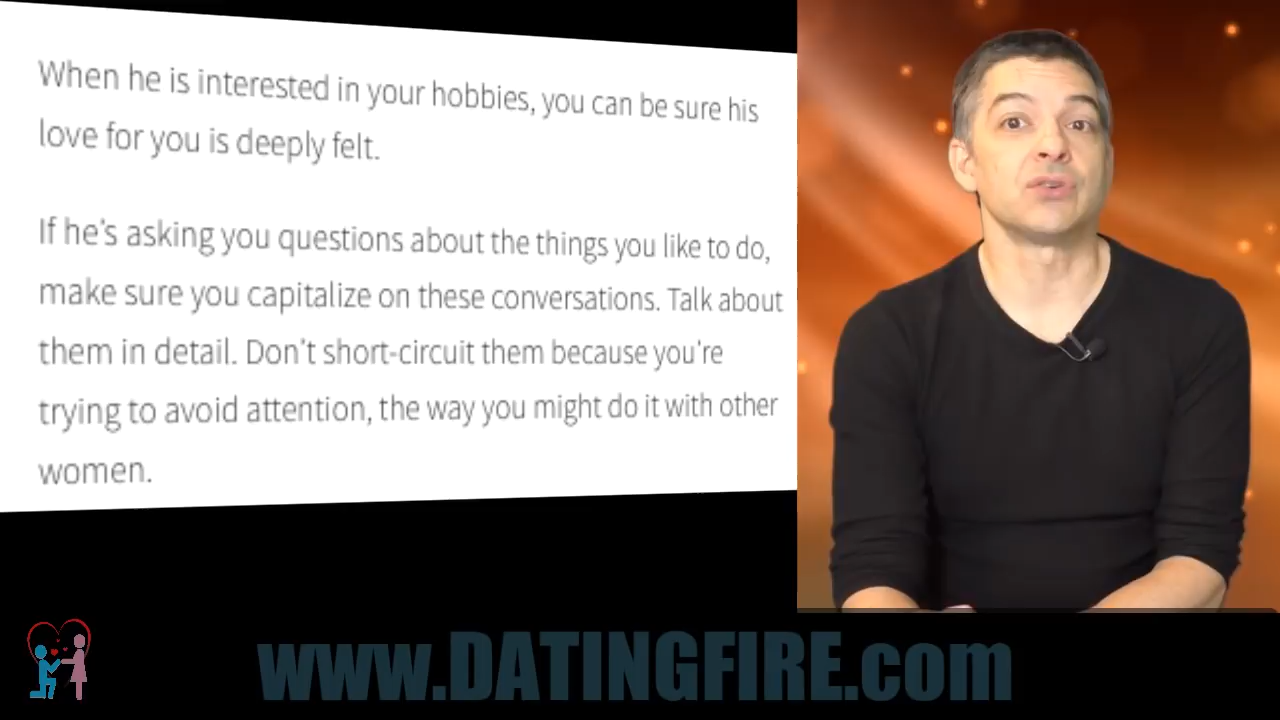 When he is interested in your hobbies, you can be sure his
love for you is deeply felt.
If he's asking you questions about the things you like to do,
make sure you capitalize on these conversations. Talk about
them in detail. Don't short-circuit them because you're
trying to avoid attention, the way you might do it with other
women.
www.DATINGFIRE.com